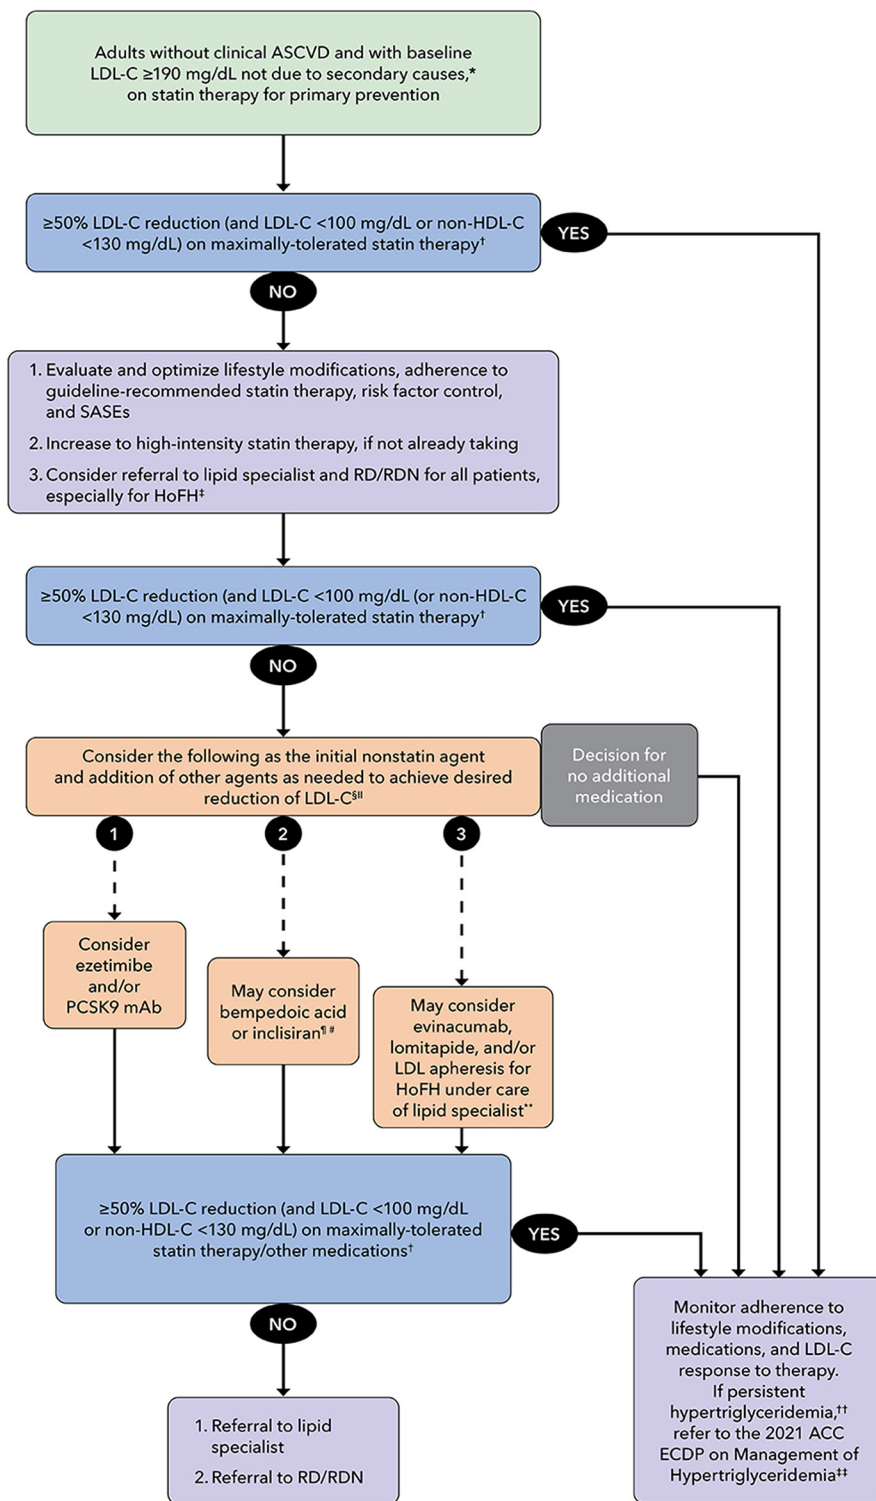 Adults without clinical ASCVD and with baseline
LDL-C ≥190 mg/dL not due to secondary causes,*
on statin therapy for primary prevention
≥50% LDL-C reduction (and LDL-C <100 mg/dL or non-HDL-C
<130 mg/dL) on maximally-tolerated statin therapy†
YES
NO
1. Evaluate and optimize lifestyle modifications, adherence to
guideline-recommended statin therapy, risk factor control,
and SASEs
2. Increase to high-intensity statin therapy, if not already taking
3. Consider referral to lipid specialist and RD/RDN for all patients,
especially for HoFH‡
≥50% LDL-C reduction (and LDL-C <100 mg/dL (or non-HDL-C
<130 mg/dL) on maximally-tolerated statin therapy†
YES
NO
Consider the following as the initial nonstatin agent
and addition of other agents as needed to achieve desired
reduction of LDL-C§II
Decision for
no additional
medication
1
2
3
Consider
ezetimibe
and/or
PCSK9 mAb
May consider
bempedoic acid
or inclisiran¶ #
May consider
evinacumab,
lomitapide, and/or
LDL apheresis for
HoFH under care
of lipid specialist**
≥50% LDL-C reduction (and LDL-C <100 mg/dL
or non-HDL-C <130 mg/dL) on maximally-tolerated
statin therapy/other medications†
YES
NO
1. Referral to lipid
specialist
2. Referral to RD/RDN
Monitor adherence to
lifestyle modifications,
medications, and LDL-C
response to therapy.
If persistent
hypertriglyceridemia,††
refer to the 2021 ACC
ECDP on Management of
Hypertriglyceridemia‡‡